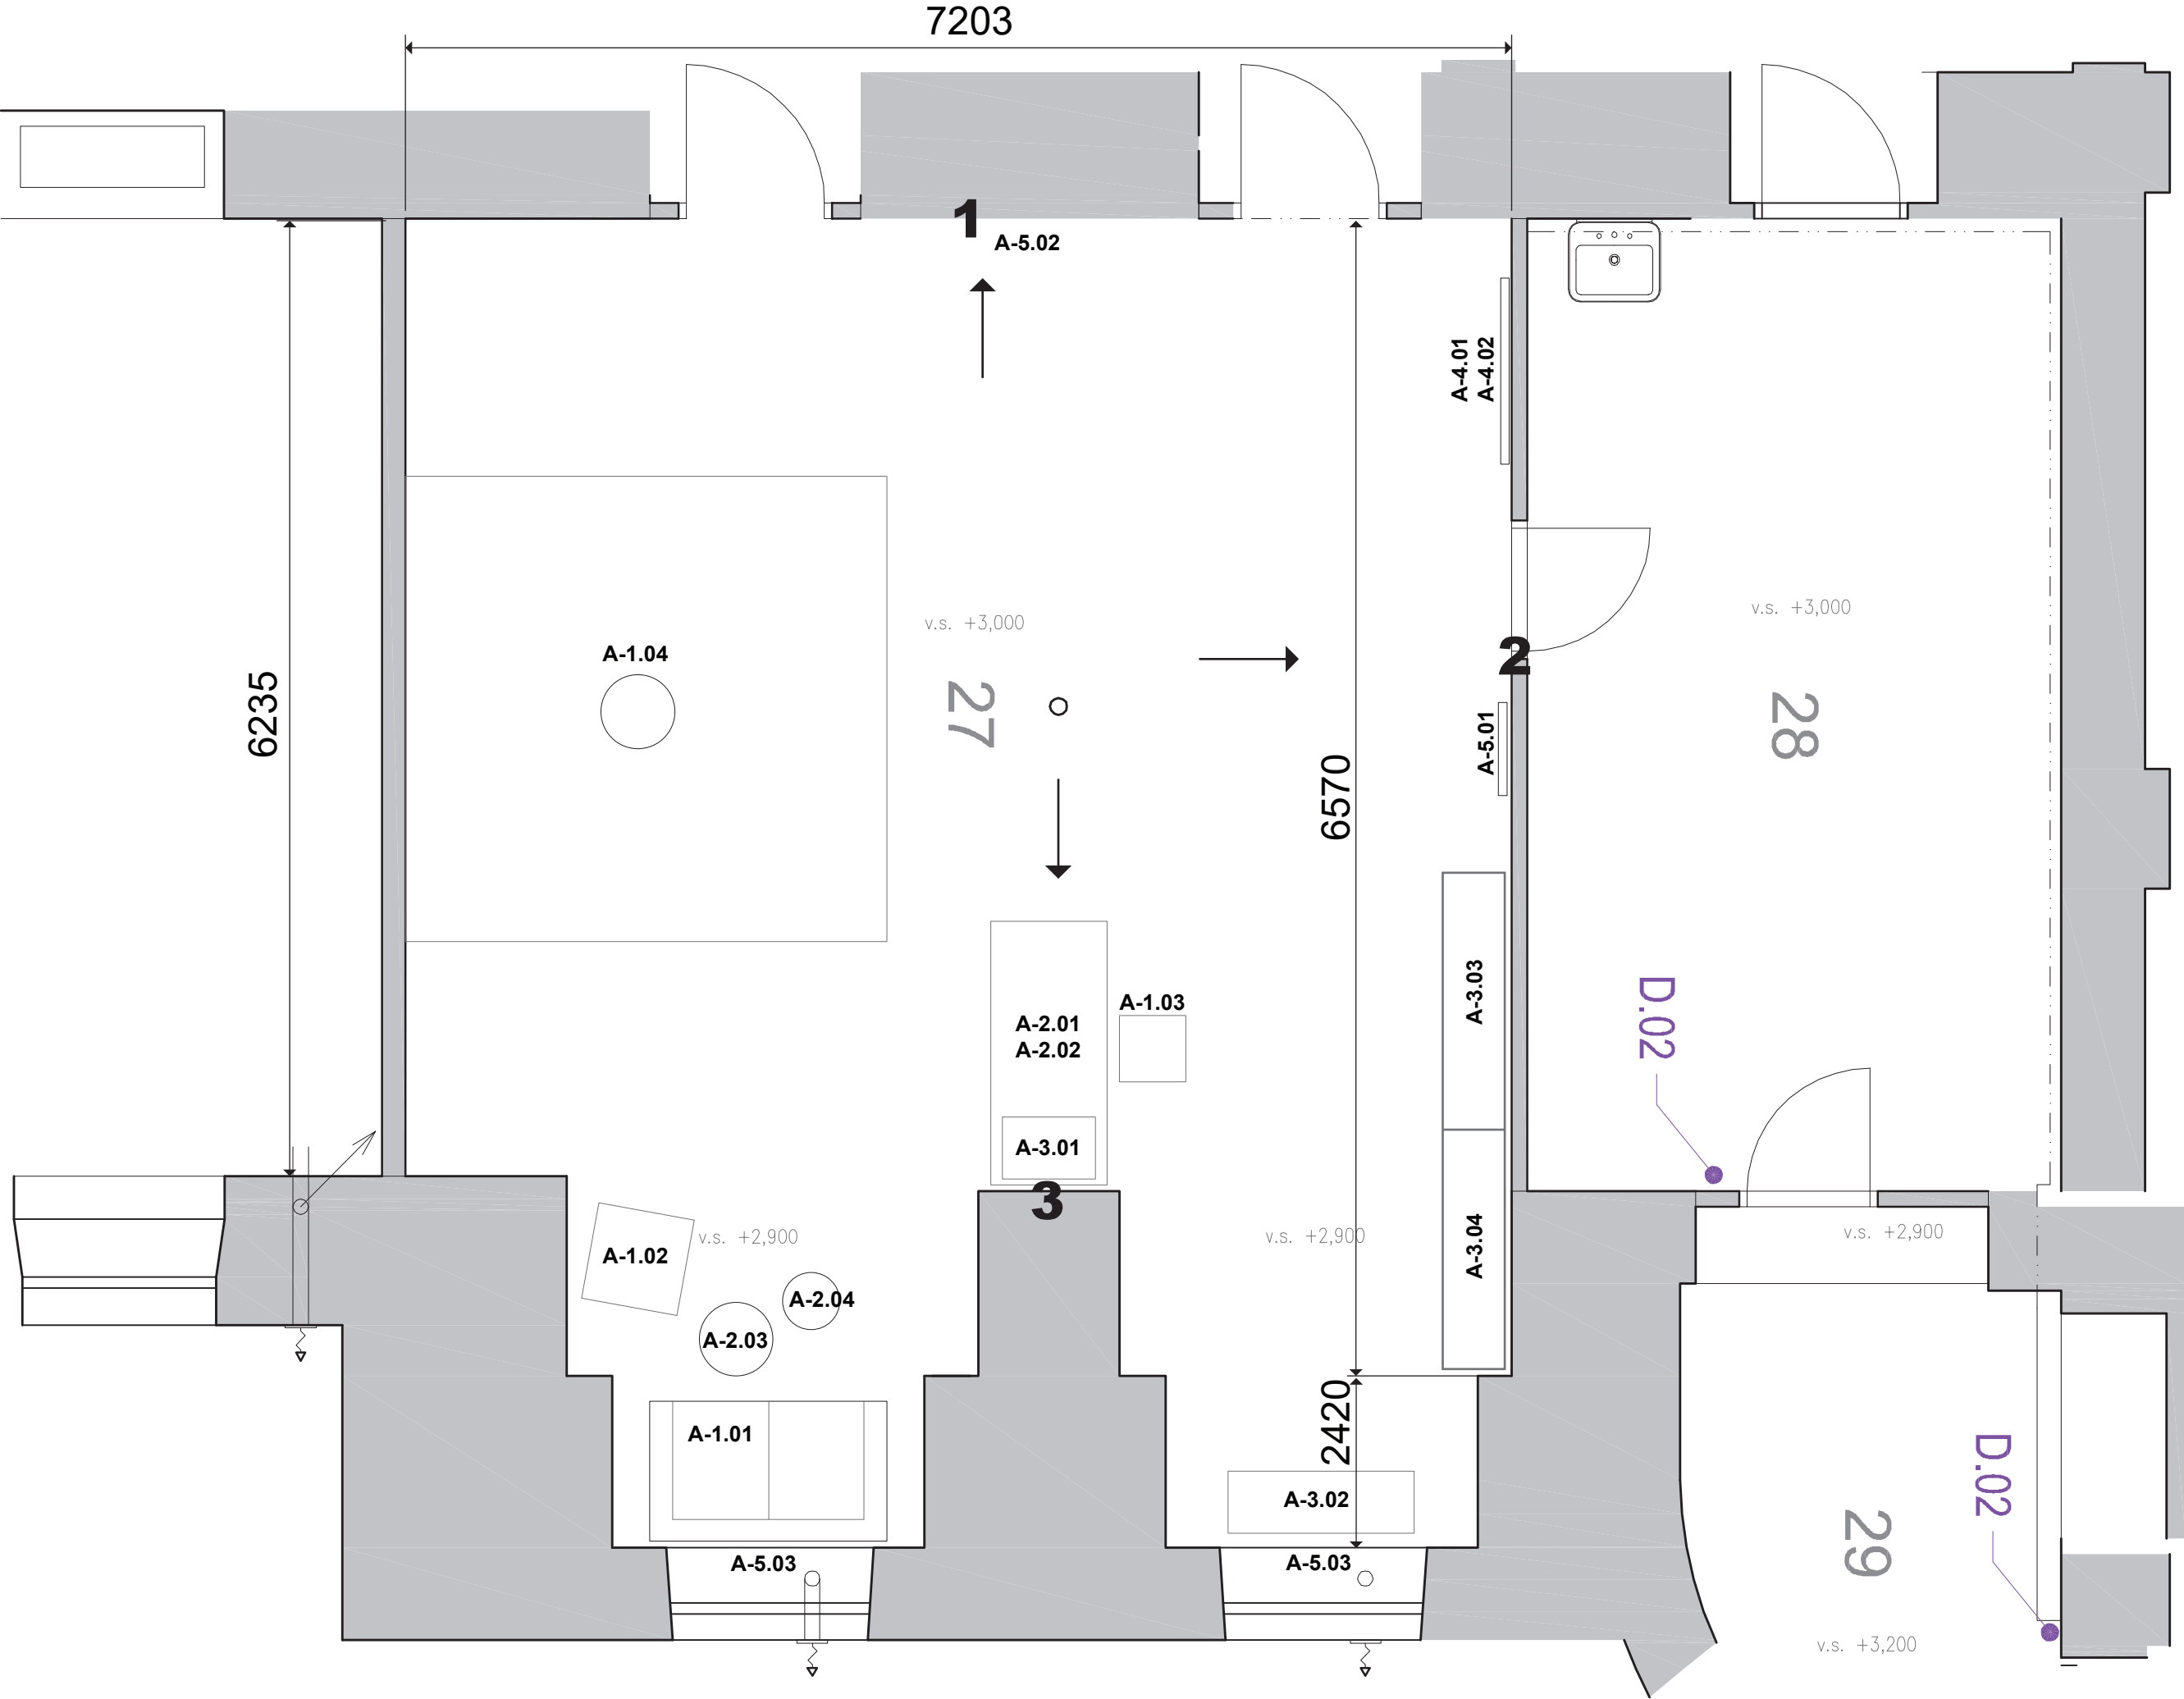 7203
1
A-5.02
A-4.01
A-4.02
v.s. +3,000
v.s. +3,000
A-1.04
2
27
28
6235
A-5.01
6570
A-3.03
D.02
A-1.03
A-2.01
A-2.02
A-3.01
3
A-1.02
v.s. +2,900
v.s. +2,900
A-3.04
v.s. +2,900
A-2.04
A-2.03
2420
A-1.01
D.02
A-3.02
29
A-5.03
A-5.03
v.s. +3,200